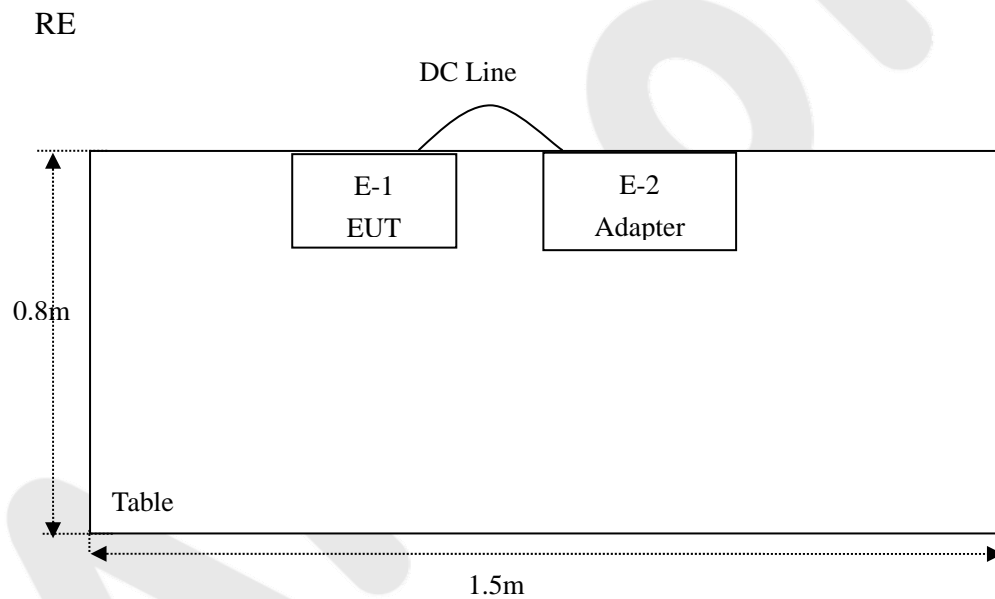 RE
DC Line
E-1
EUT
E-2
Adapter
0.8m
Table
1.5m